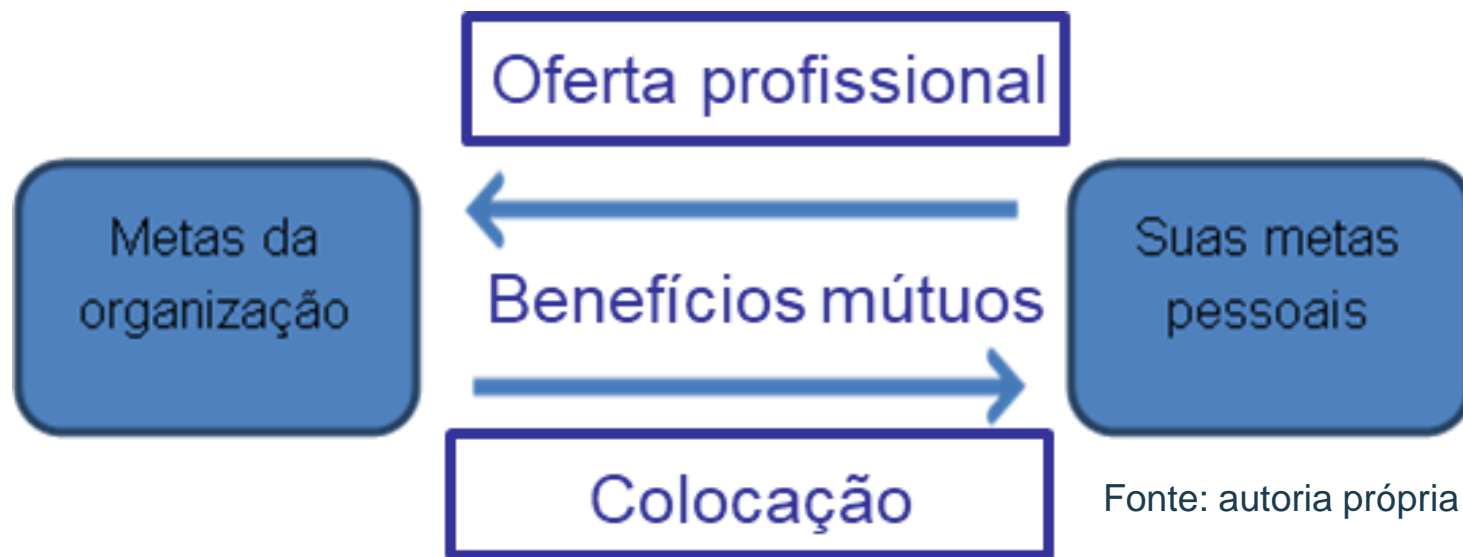 Oferta profissional
Metas da
organização
Benefícios mútuos
Suas metas
pessoais
Colocação
Fonte: autoria própria